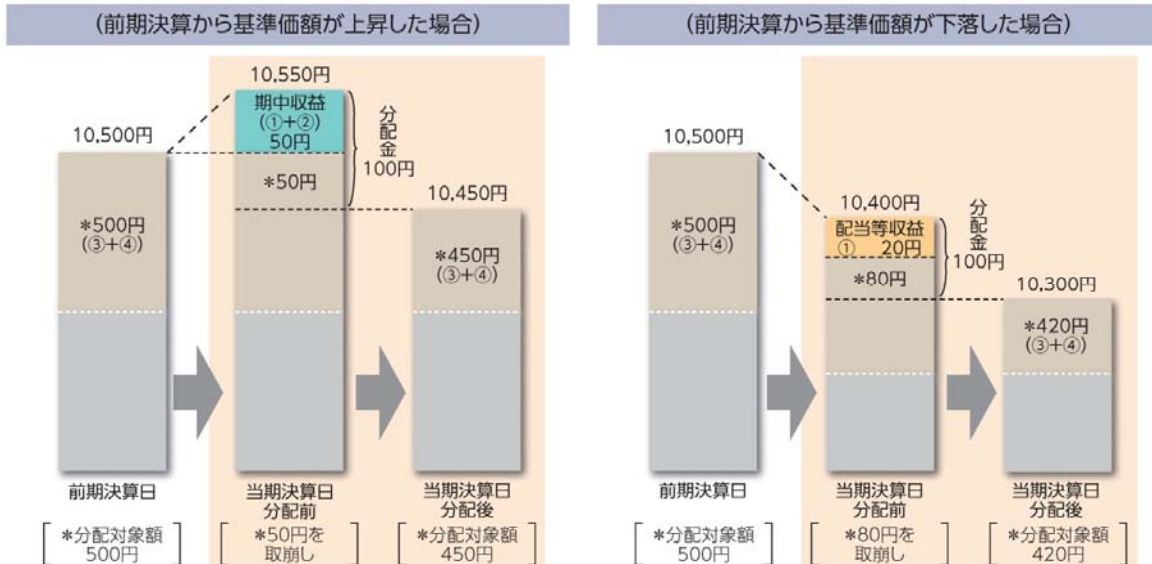 (前期決算から基準価額が上昇した場合)
10,550円
期中収益
(①+②)
50円
10,500円
分配金
100円
*50円
10,450円
*500円
(③+④)
*450円
(③+④)
前期決算日
当期決算日
分配前
当期決算日
分配後
*分配対象額
500円
*50円を
取崩し
*分配対象額
450円
(前期決算から基準価額が下落した場合)
10,500円
10,400円
配当等収益
① 20円
分配金
100円
*500円
(③+④)
*80円
10,300円
*420円
(③+④)
前期決算日
当期決算日
分配前
当期決算日
分配後
*分配対象額
500円
*80円を
取崩し
*分配対象額
420円